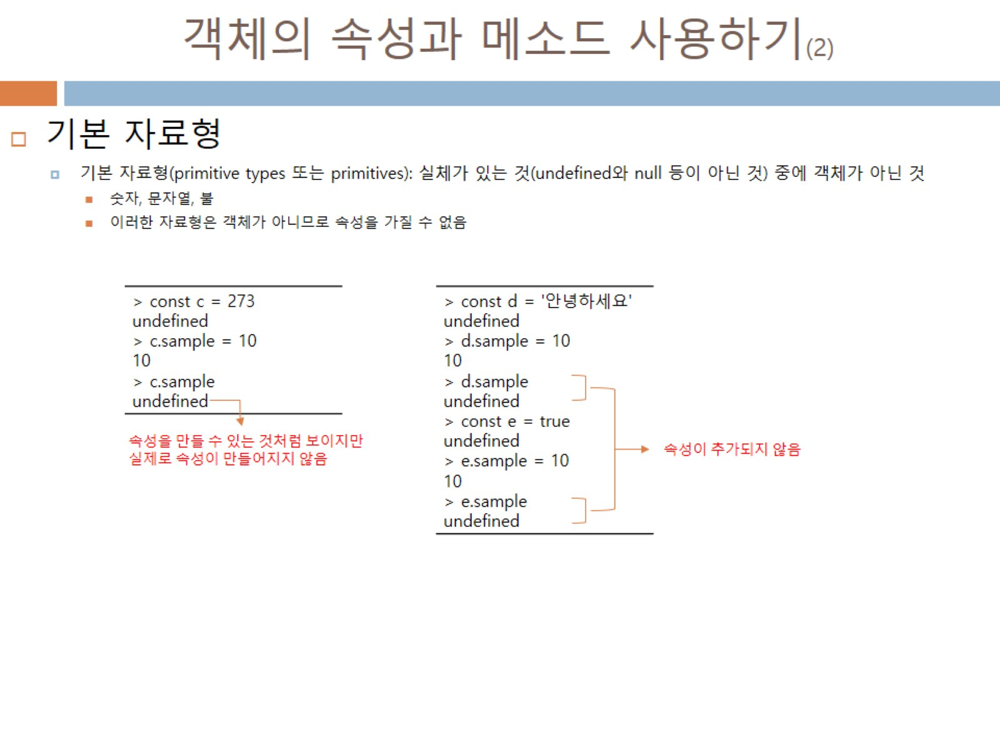 객체의 속성과 메소드 사용하기(2)
기본 자료형
기본 자료형(primitive types 또는 primitives): 실체가 있는 것(undefined와 null 등이 아닌 것) 중에 객체가 아닌 것
숫자, 문자열, 불
이러한 자료형은 객체가 아니므로 속성을 가질 수 없음
> const c = 273
undefined
> c.sample = 10
10
> c.sample
undefined
속성을 만들 수 있는 것처럼 보이지만
실제로 속성이 만들어지지 않음
> const d = '안녕하세요'
undefined
> d.sample = 10
10
> d.sample
undefined
> const e = true
undefined
> e.sample = 10
10
> e.sample
undefined
속성이 추가되지 않음